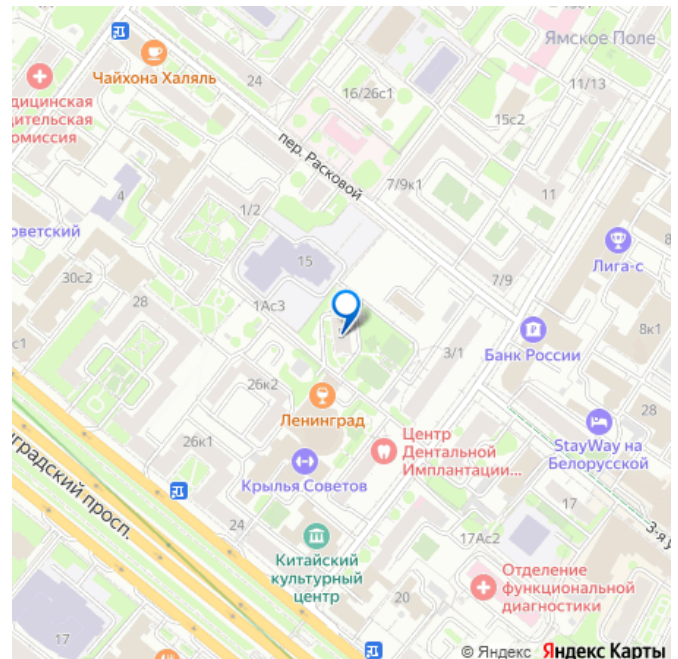 Ямское Поле
Чайхона Халяль
24
11/13
16/26с1
дицинская
дительская
омиссия
15с2
пер. Расковой
7/9к1
4
11
1/2
оветский
Лига-с
15
30с2
7/9
28
1Ас3
8к1
с1
3/1
Банк России
26к2
28
Ленинград
Центр
Дентальной
Имплантации...
StayWay на
Белорусской
26к1
Крылья Советов
нградский просп.
17
24
3-я у
17Ас2
Китайский
культурный
центр
Отделение
функциональной
диагностики
20
17
© Яндекс Яндекс Карты